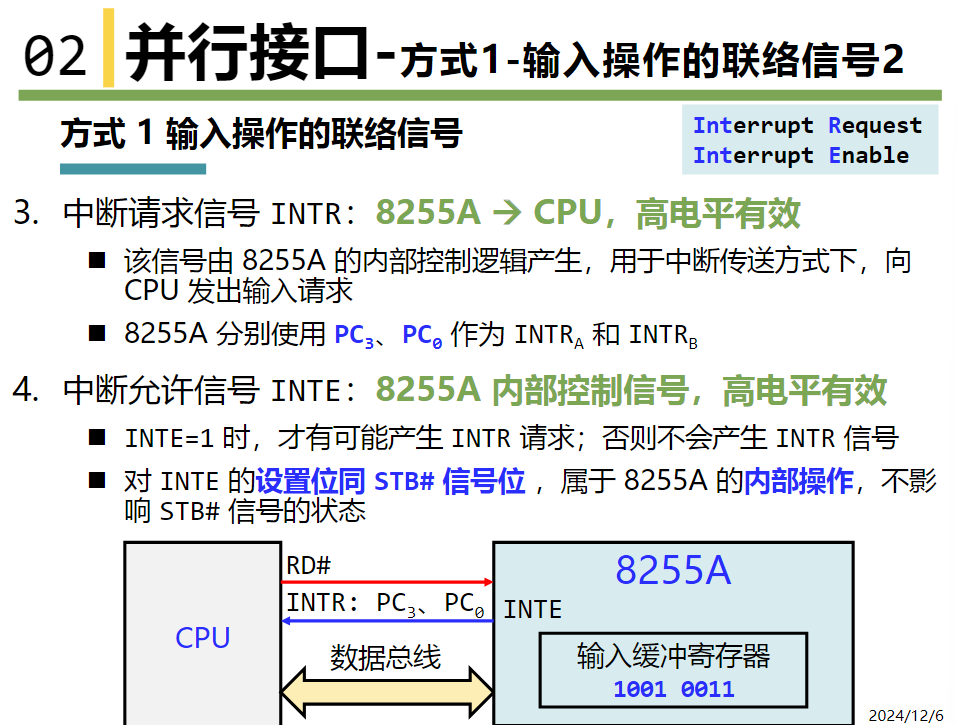 02 并行接口-方式1-输入操作的联络信号2
方式 1 输入操作的联络信号
Interrupt Request
Interrupt Enable
3. 中断请求信号 INTR：8255A → CPU，高电平有效
■ 该信号由 8255A 的内部控制逻辑产生，用于中断传送方式下，向
CPU 发出输入请求
■ 8255A 分别使用 PC3、PC0 作为 INTRA 和 INTRB
4. 中断允许信号 INTE：8255A 内部控制信号，高电平有效
■ INTE=1 时，才有可能产生 INTR 请求；否则不会产生 INTR 信号
■ 对 INTE 的设置位同 STB# 信号位 ，属于 8255A 的内部操作，不影
响 STB# 信号的状态
RD#
8255A
INTR: PC3、PC0
INTE
CPU
数据总线
输入缓冲寄存器
1001 0011
2024/12/6